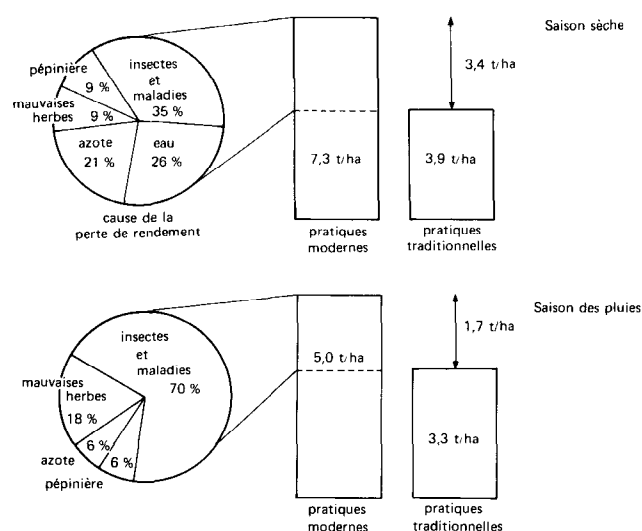 Saison sèche
pépinière
9 %
insectes
et
maladies
35 %
mauvaises
herbes
9 %
azote
21 %
eau
26 %
cause de la
perte de rendement
7,3 t/ha
pratiques
modernes
3,4 t/ha
3,9 t/ha
pratiques
traditionnelles
Saison des pluies
insectes
et
maladies
70 %
mauvaises
herbes
18 %
6 %
azote
6 %
pépinière
5,0 t/ha
pratiques
modernes
1,7 t/ha
3,3 t/ha
pratiques
traditionnelles